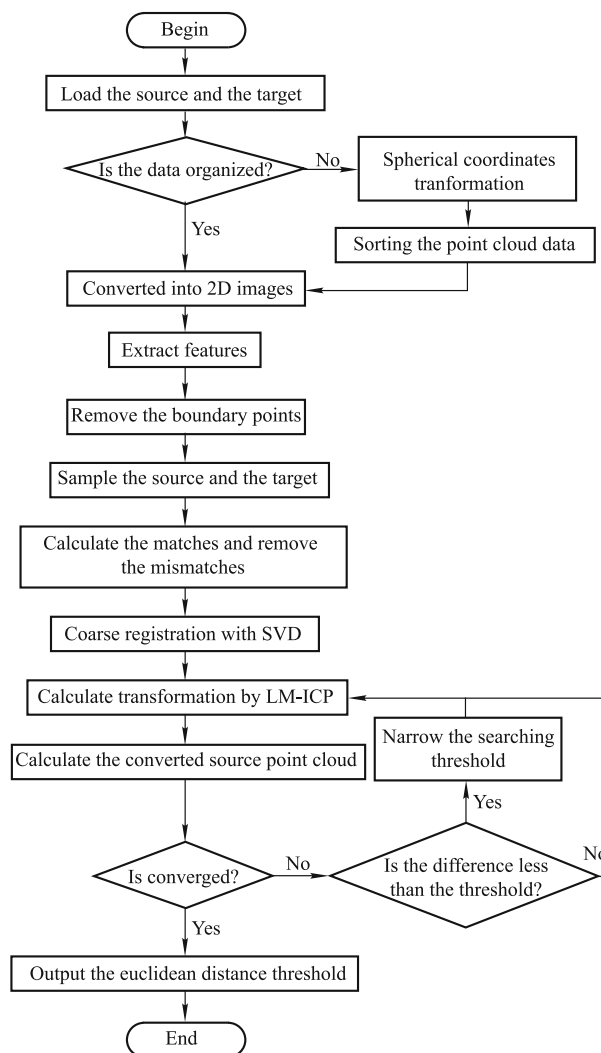 Begin
Load the source and the target
Is the data organized?
No
Spherical coordinates
tranformation
Yes
Sorting the point cloud data
Converted into 2D images
Extract features
Remove the boundary points
Sample the source and the target
Calculate the matches and remove
the mismatches
Coarse registration with SVD
Calculate transformation by LM-ICP
Narrow the searching
threshold
Calculate the converted source point cloud
Yes
Is converged?
No
Is the difference less
than the threshold?
No
Yes
Output the euclidean distance threshold
End